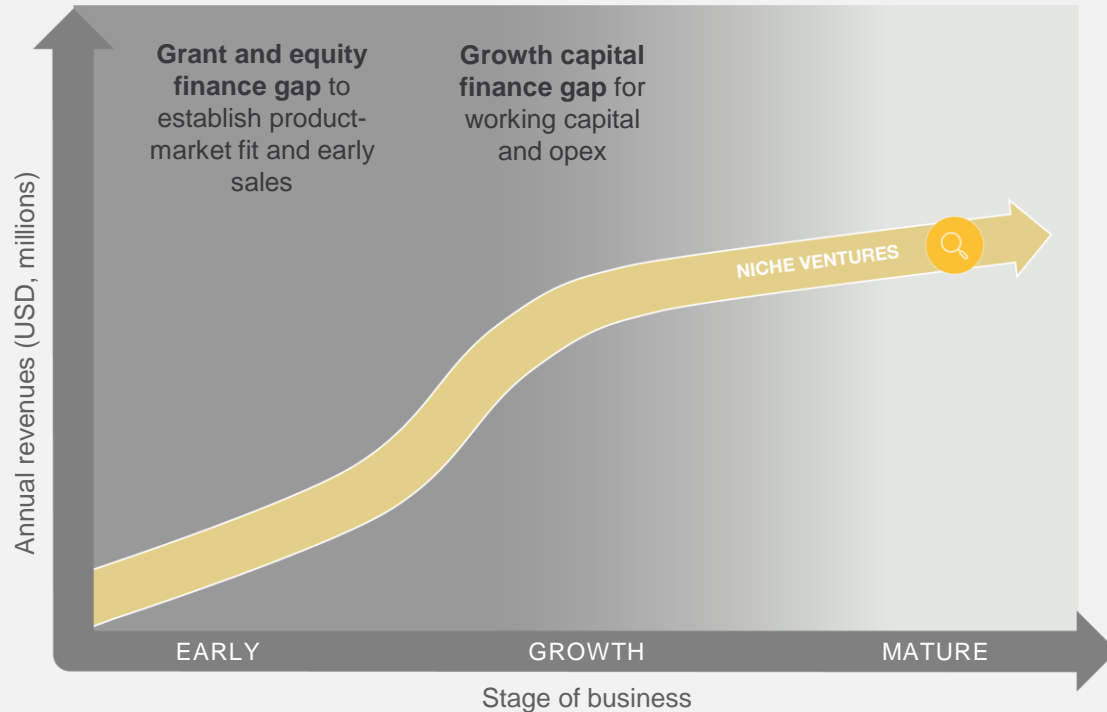 Grant and equity
finance gap to
establish product-
market fit and early
sales
Growth capital
finance gap for
working capital
and opex
NICHE VENTURES
Annual revenues (USD, millions)
EARLY
GROWTH
MATURE
Stage of business